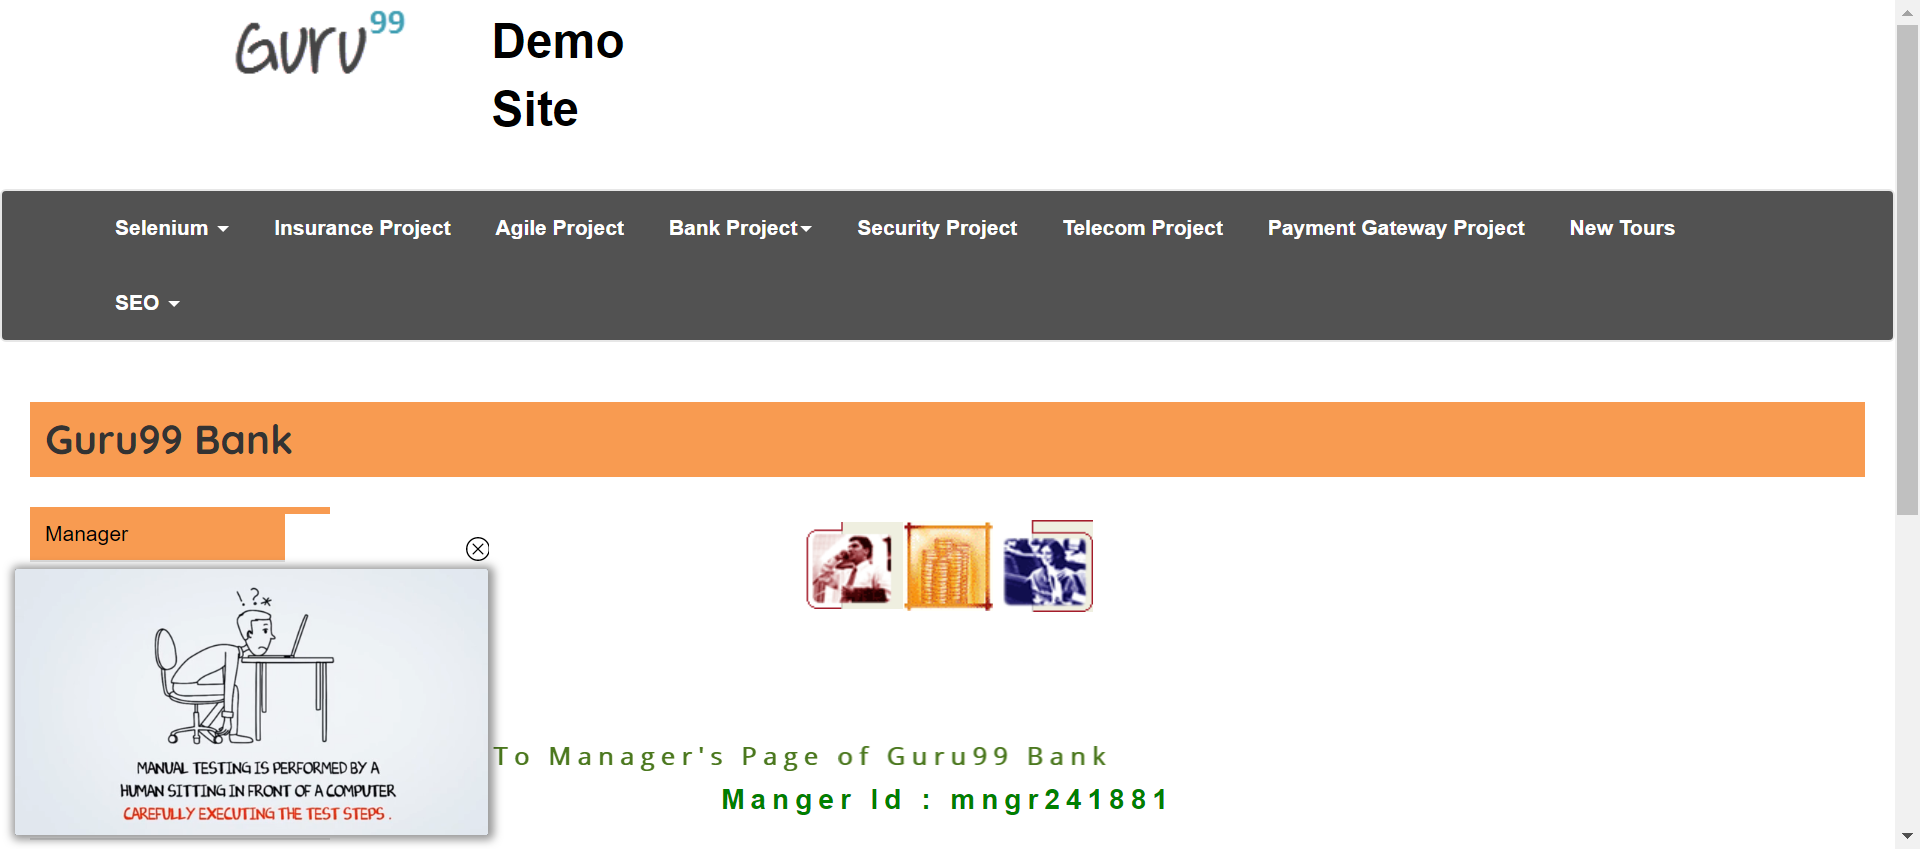 Guru99
Demo
Site
Selenium Insurance Project Agile Project Bank Project Security Project Telecom Project Payment Gateway Project New Tours
SEO
Guru99 Bank
Manager
!?*
MANUAL TESTING IS PERFORMED BY A
HUMAN SITTING IN FRONT OF A COMPUTER
CAREFULLY EXECUTING THE TEST STEPS .
To Manager's Page of Guru99 Bank
Manger Id : mngr241881